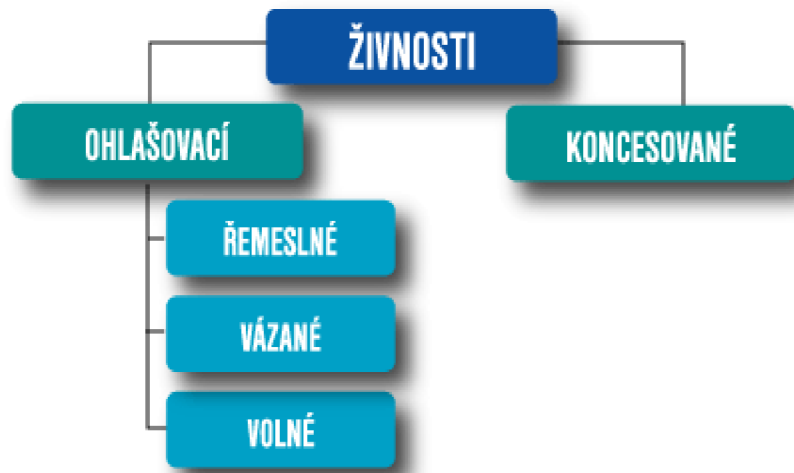 ŽIVNOSTI
OHLAŠOVACÍ
KONCESOVANÉ
ŘEMESLNÉ
VÁZANÉ
VOLNÉ